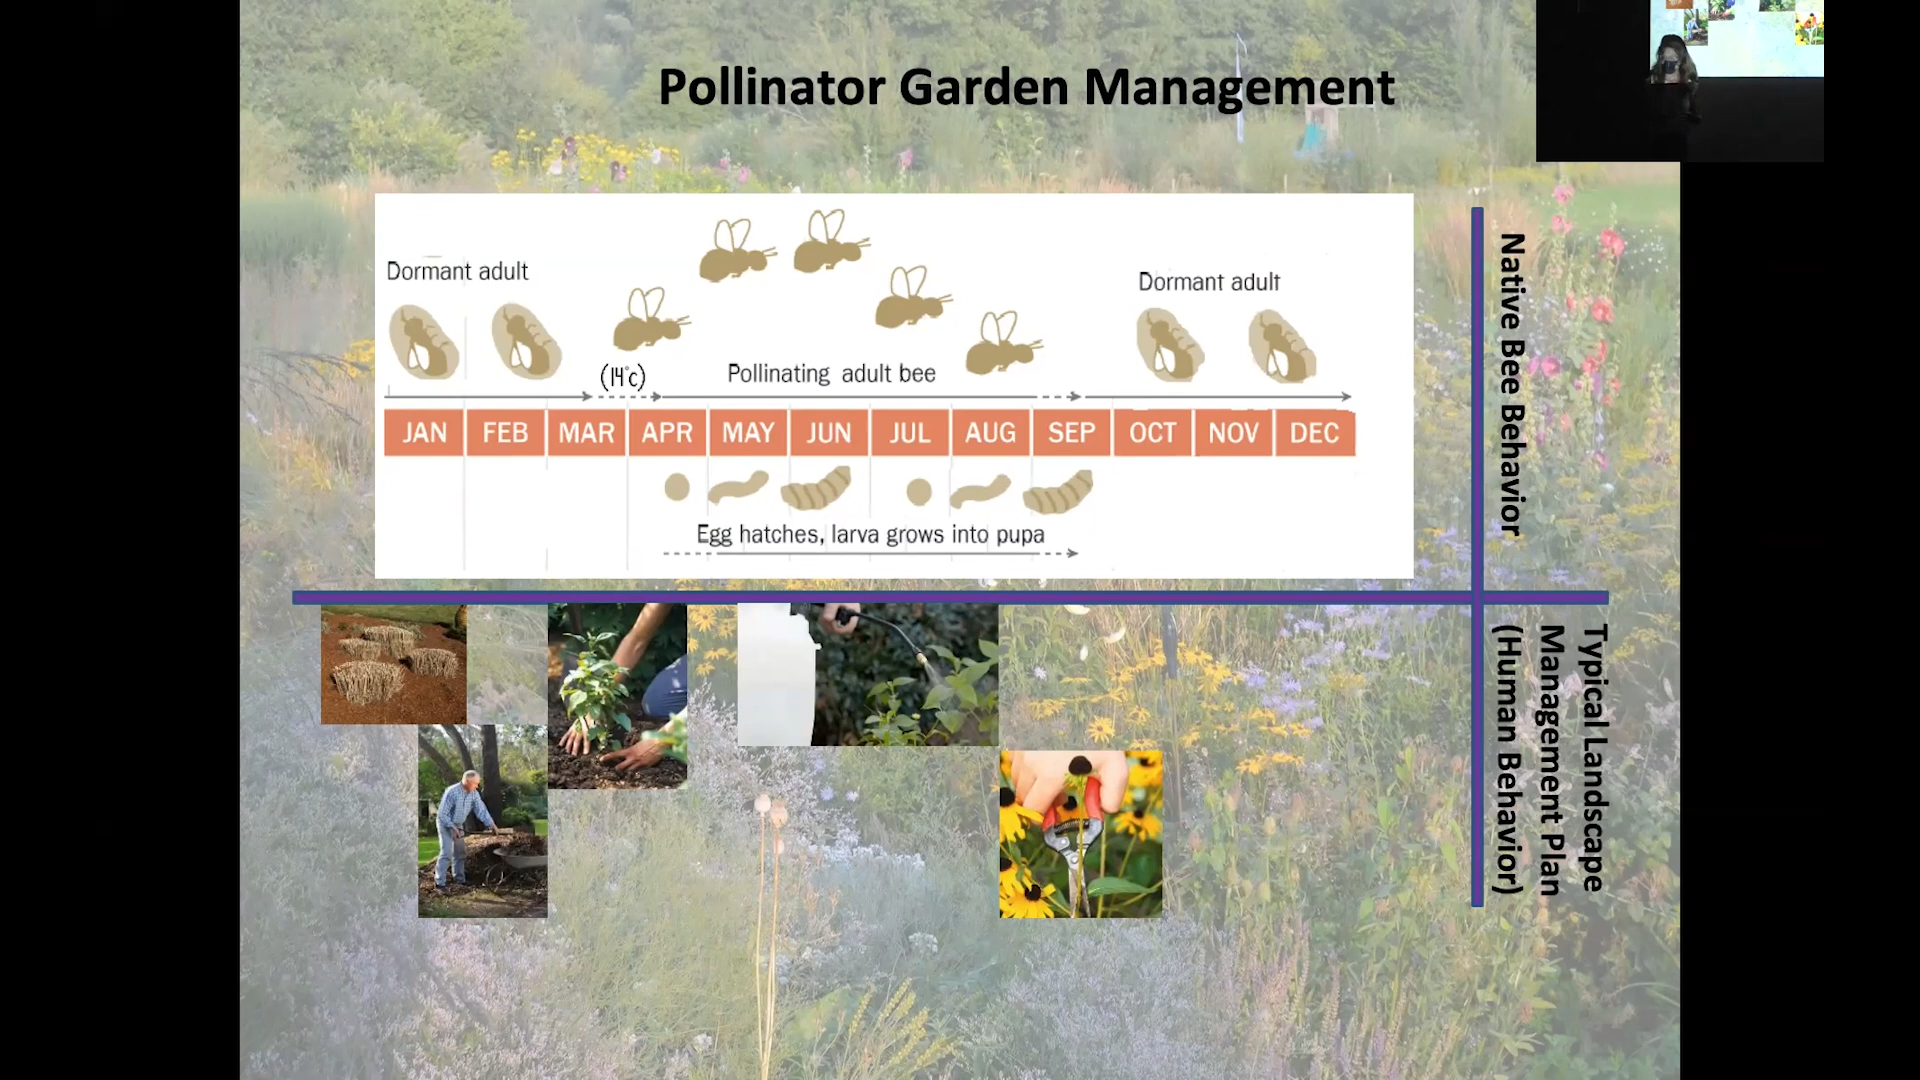 Pollinator Garden Management
Dormant adult
Dormant adult
(14°c)
Pollinating adult bee
JAN FEB MAR APR MAY JUN JUL AUG SEP OCT NOV DEC
Egg hatches, larva grows into pupa
Native Bee Behavior
Typical Landscape
Management Plan
(Human Behavior)